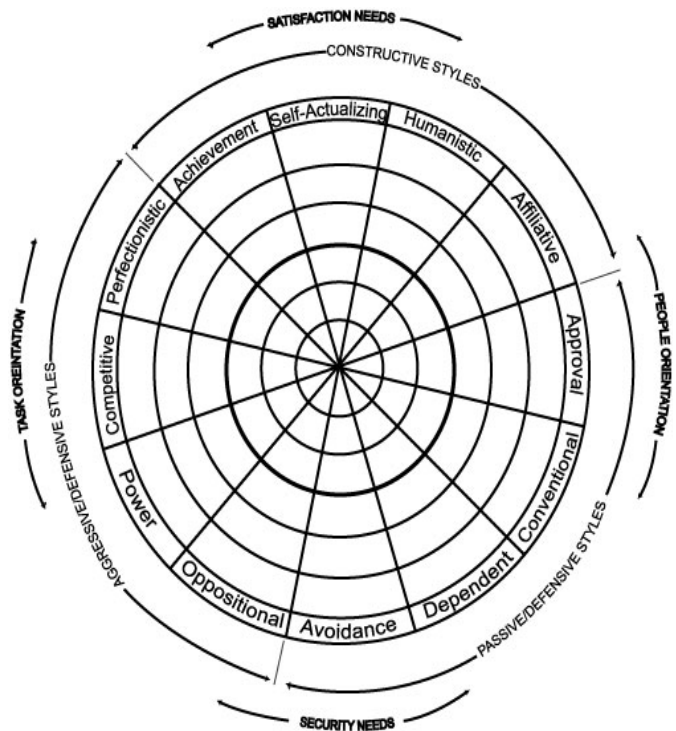 SATISFACTION NEEDS
CONSTRUCTIVE STYLES
Self-Actualizing
Humanistic
Achievement
Affiliative
Perfectionistic
PEOPLE ORIENTATION
TASK OREINTATION
Approval
Competitive
AGGRESSIVE/DEFENSIVE STYLES
Conventional
Power
Dependent
Oppositional
Avoidance
PASSIVE/DEFENSIVE STYLES
SECURITY NEEDS